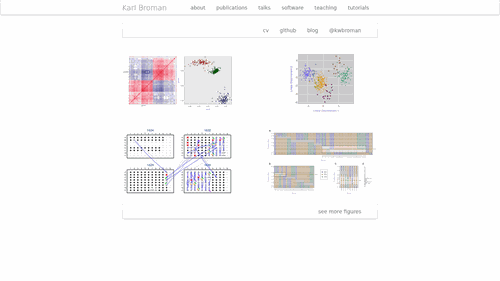 Karl Broman about publications talks software teaching tutorials
cv github blog @kwbroman
see more figures